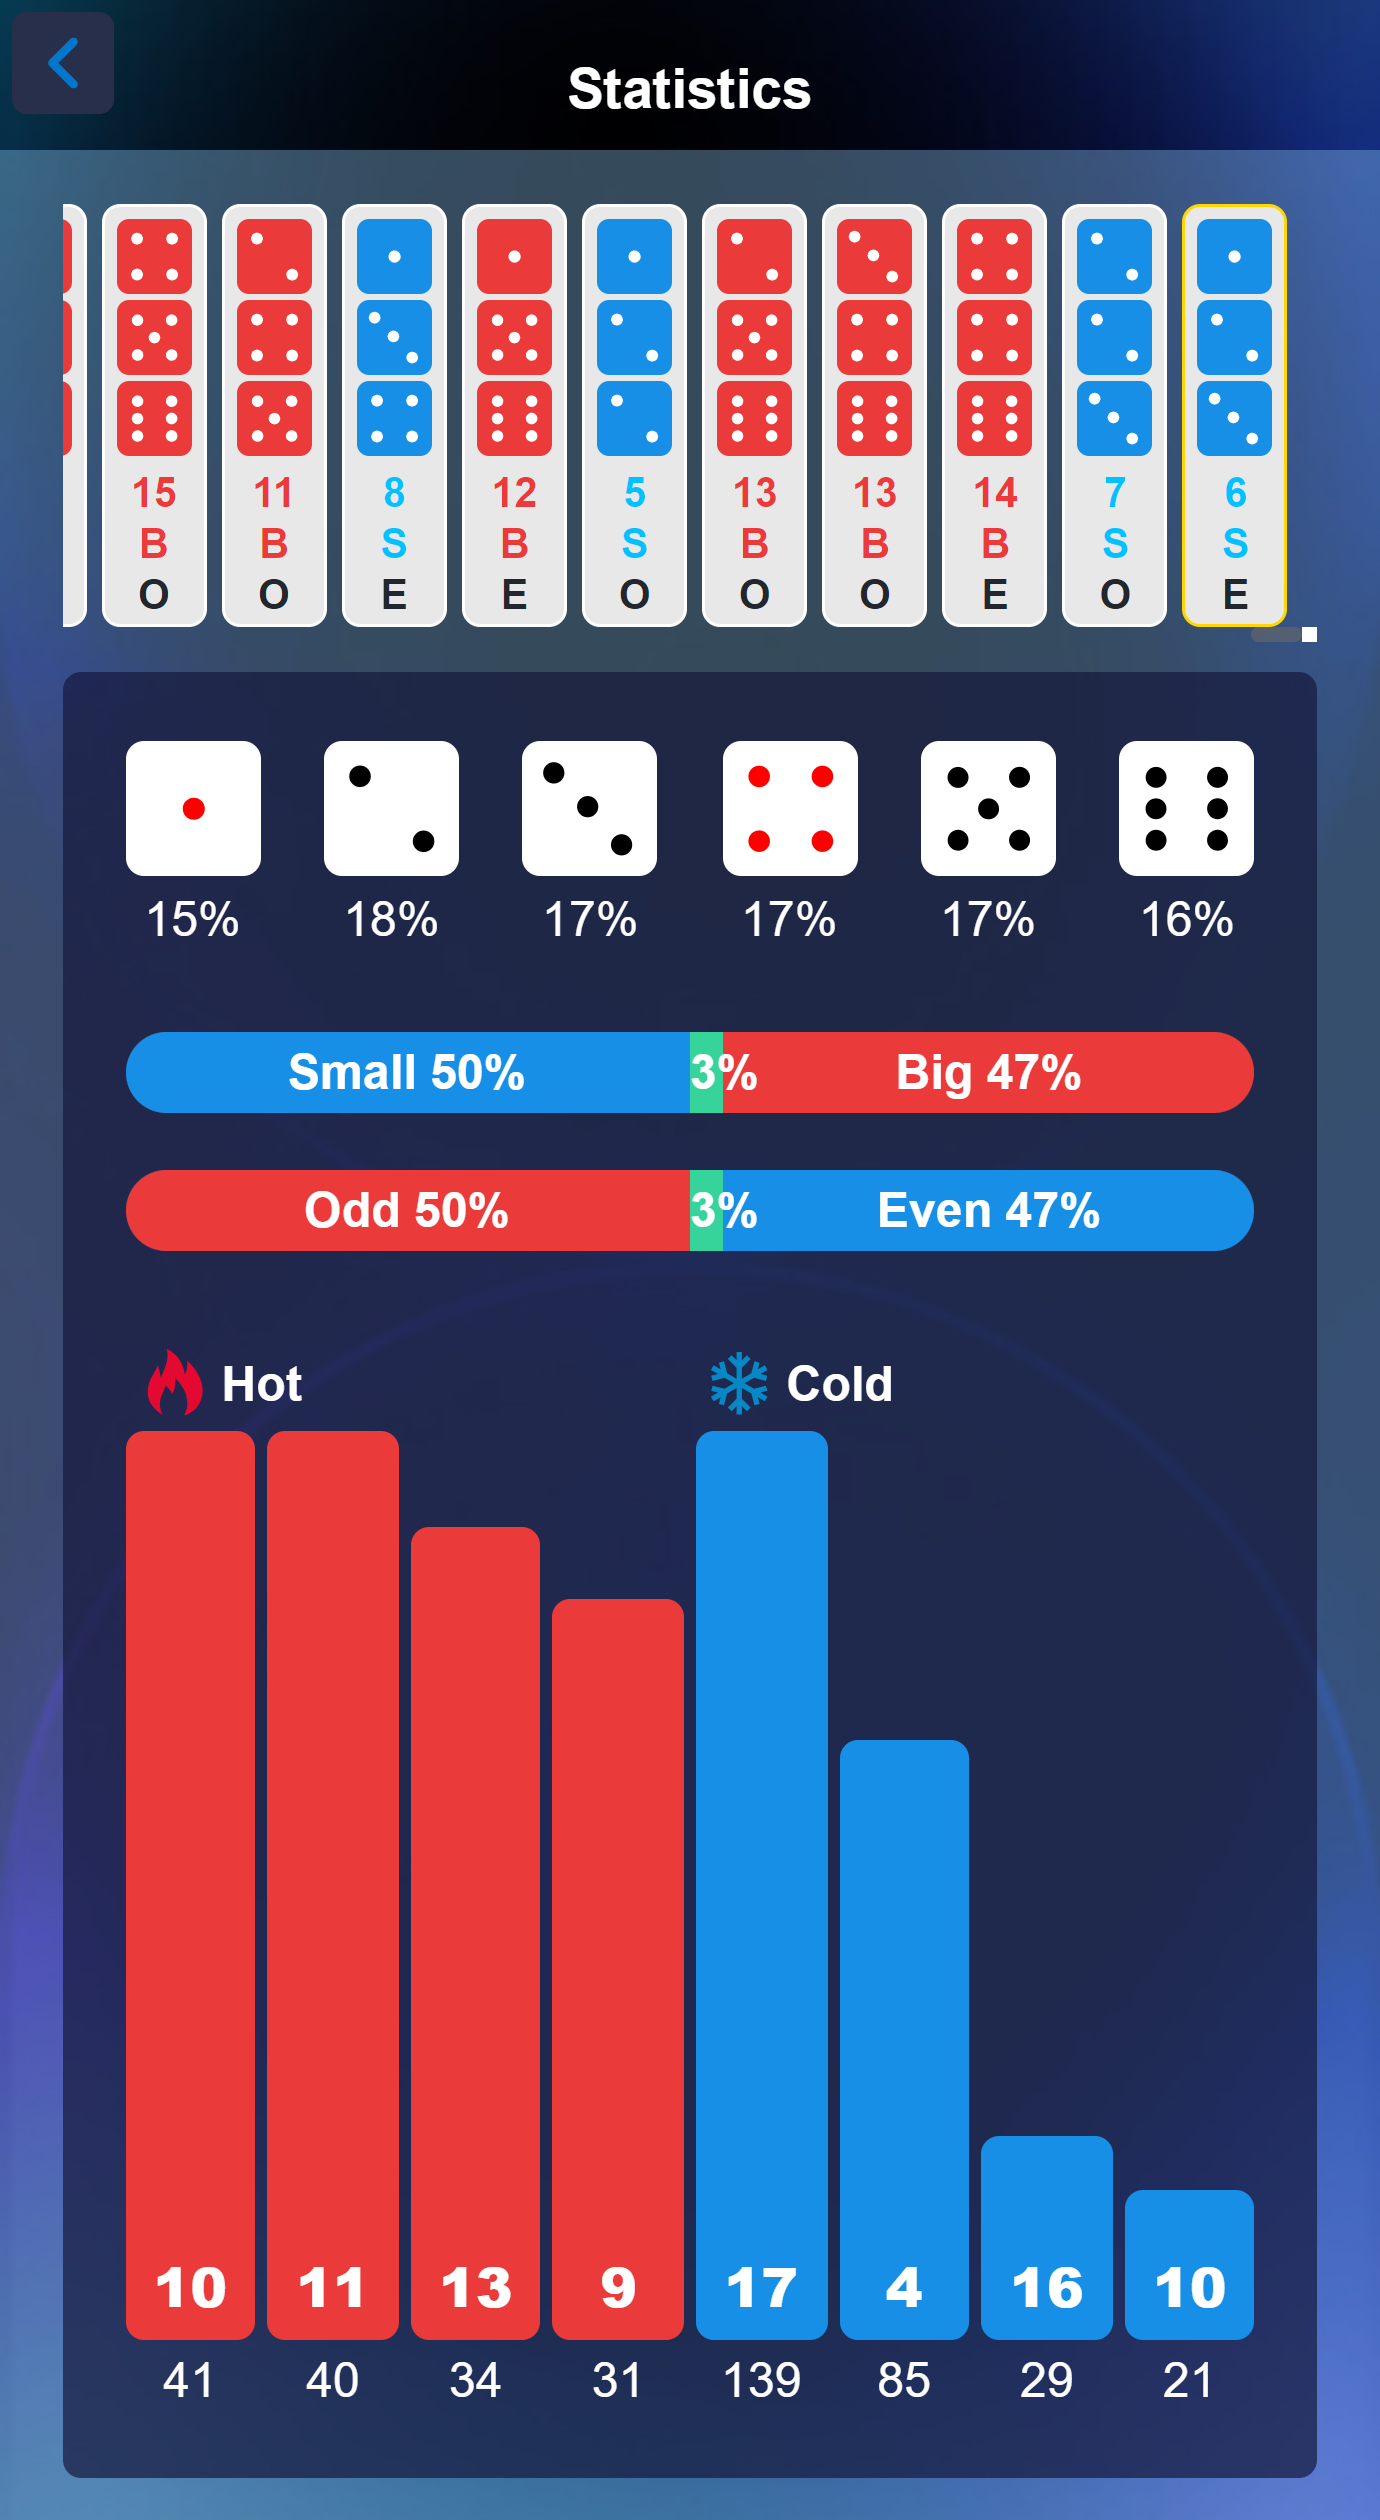 Statistics
15 11 8 12 5 13 13 14 7 6
B B S B S B B B S S
O O E E O O O E O E
15% 18% 17% 17% 17% 16%
Small 50% 3% Big 47%
Odd 50% 3% Even 47%
Hot Cold
10 11 13 9 17 4 16 10
41 40 34 31 139 85 29 21